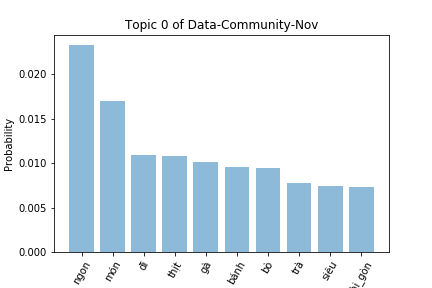 Topic 0 of Data-Community-Nov
Probability
0.020
0.015
0.010
0.005
0.000
ngon
món
đi
thịt
gà
bánh
bò
trà
siêu